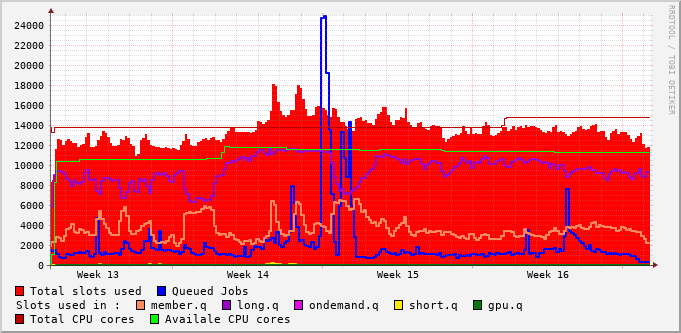 24000
22000
20000
18000
16000
14000
12000
10000
8000
6000
4000
2000
0
Week 13 Week 14 Week 15 Week 16
RRDTOOL / TOBI OETIKER
Total slots used Queued Jobs
Slots used in : member.q long.q ondemand.q short.q gpu.q
Total CPU cores Availale CPU cores